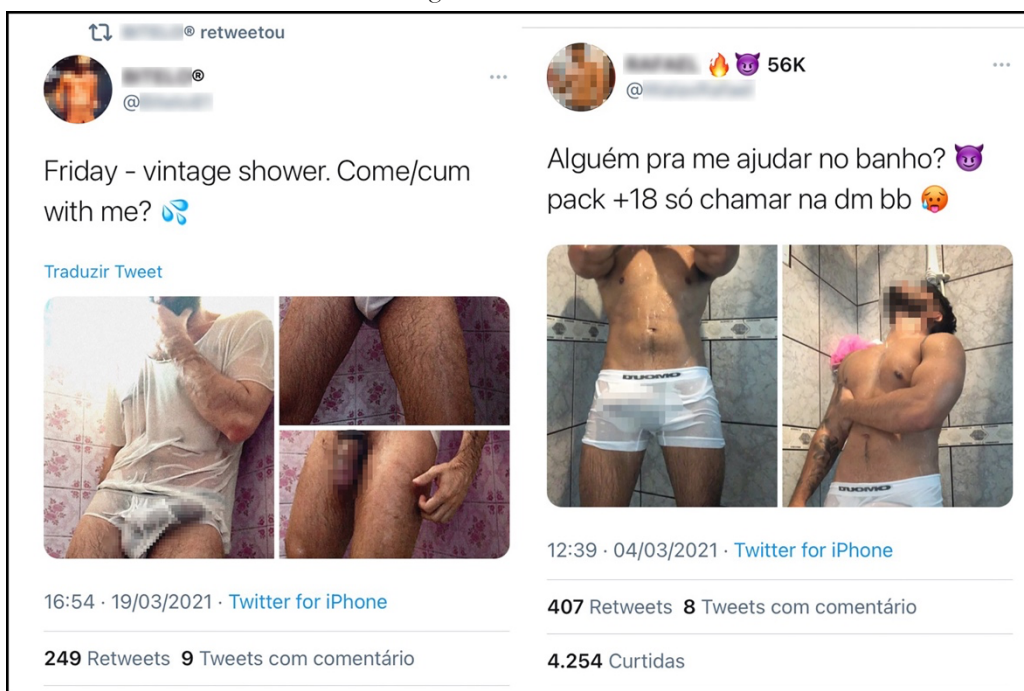 ® retweetou
®
@
Friday - vintage shower. Come/cum
with me? 💦
Traduzir Tweet
16:54 · 19/03/2021 · Twitter for iPhone
249 Retweets 9 Tweets com comentário
🔥😈 56K
@
Alguém pra me ajudar no banho? 😈
pack +18 só chamar na dm bb 🥵
DUOMO
DUOMO
12:39 · 04/03/2021 · Twitter for iPhone
407 Retweets 8 Tweets com comentário
4.254 Curtidas